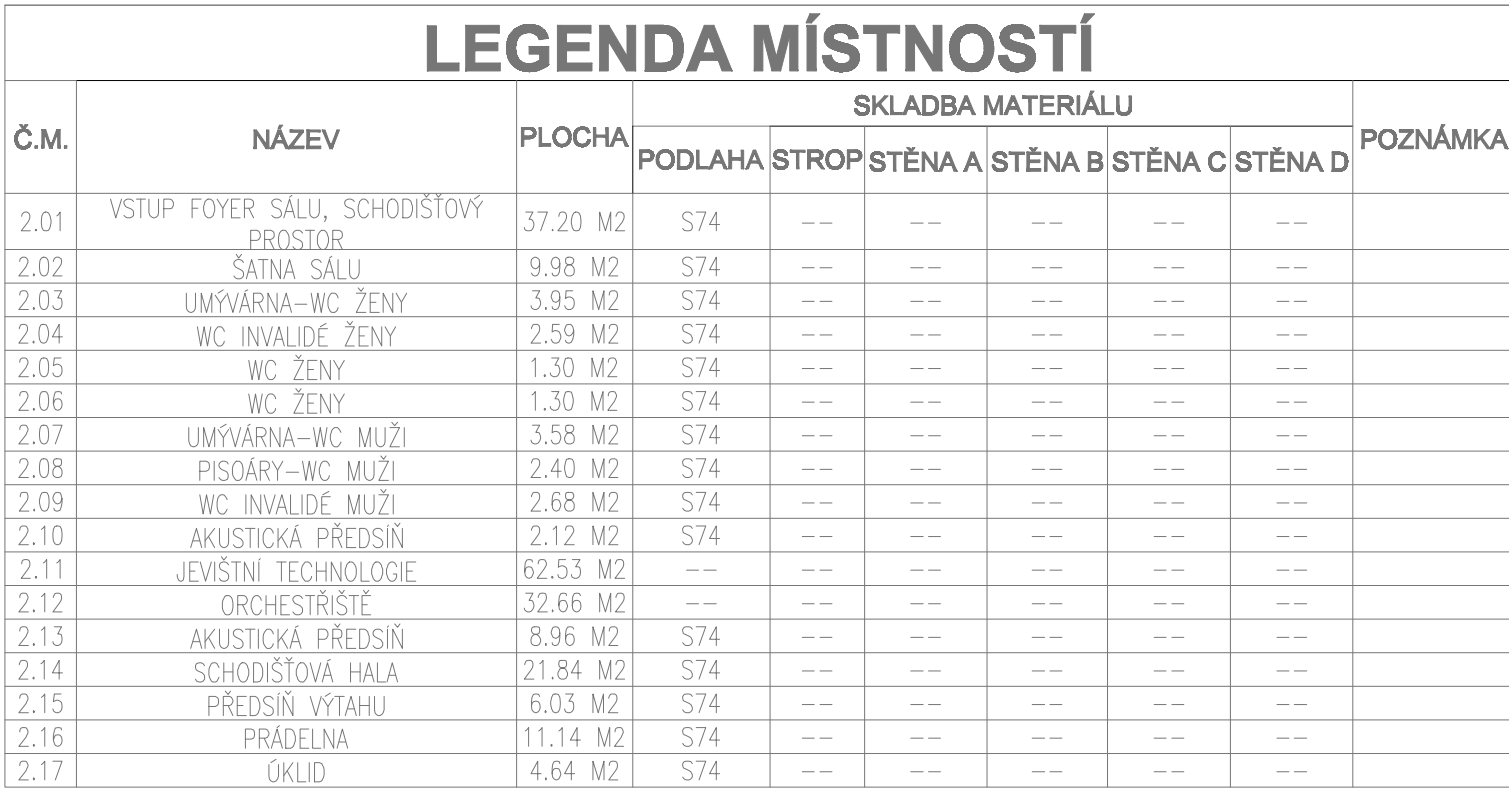 LEGENDA MÍSTNOSTÍ
Č.M. NÁZEV PLOCHA SKLADBA MATERIÁLU POZNÁMKA
PODLAHA STROP STĚNA A STĚNA B STĚNA C STĚNA D
2.01 VSTUP FOYER SÁLU, SCHODIŠŤOVÝ 37.20 M2 S74 -- -- -- -- --
PROSTOR
2.02 ŠATNA SÁLU 9.98 M2 S74 -- -- -- -- --
2.03 UMÝVÁRNA-WC ŽENY 3.95 M2 S74 -- -- -- -- --
2.04 WC INVALIDÉ ŽENY 2.59 M2 S74 -- -- -- -- --
2.05 WC ŽENY 1.30 M2 S74 -- -- -- -- --
2.06 WC ŽENY 1.30 M2 S74 -- -- -- -- --
2.07 UMÝVÁRNA-WC MUŽI 3.58 M2 S74 -- -- -- -- --
2.08 PISOÁRY-WC MUŽI 2.40 M2 S74 -- -- -- -- --
2.09 WC INVALIDÉ MUŽI 2.68 M2 S74 -- -- -- -- --
2.10 AKUSTICKÁ PŘEDSÍŇ 2.12 M2 S74 -- -- -- -- --
2.11 JEVIŠTNÍ TECHNOLOGIE 62.53 M2 -- -- -- -- -- --
2.12 ORCHESTŘIŠTĚ 32.66 M2 -- -- -- -- -- --
2.13 AKUSTICKÁ PŘEDSÍŇ 8.96 M2 S74 -- -- -- -- --
2.14 SCHODIŠŤOVÁ HALA 21.84 M2 S74 -- -- -- -- --
2.15 PŘEDSÍŇ VÝTAHU 6.03 M2 S74 -- -- -- -- --
2.16 PRÁDELNA 11.14 M2 S74 -- -- -- -- --
2.17 ÚKLID 4.64 M2 S74 -- -- -- -- --